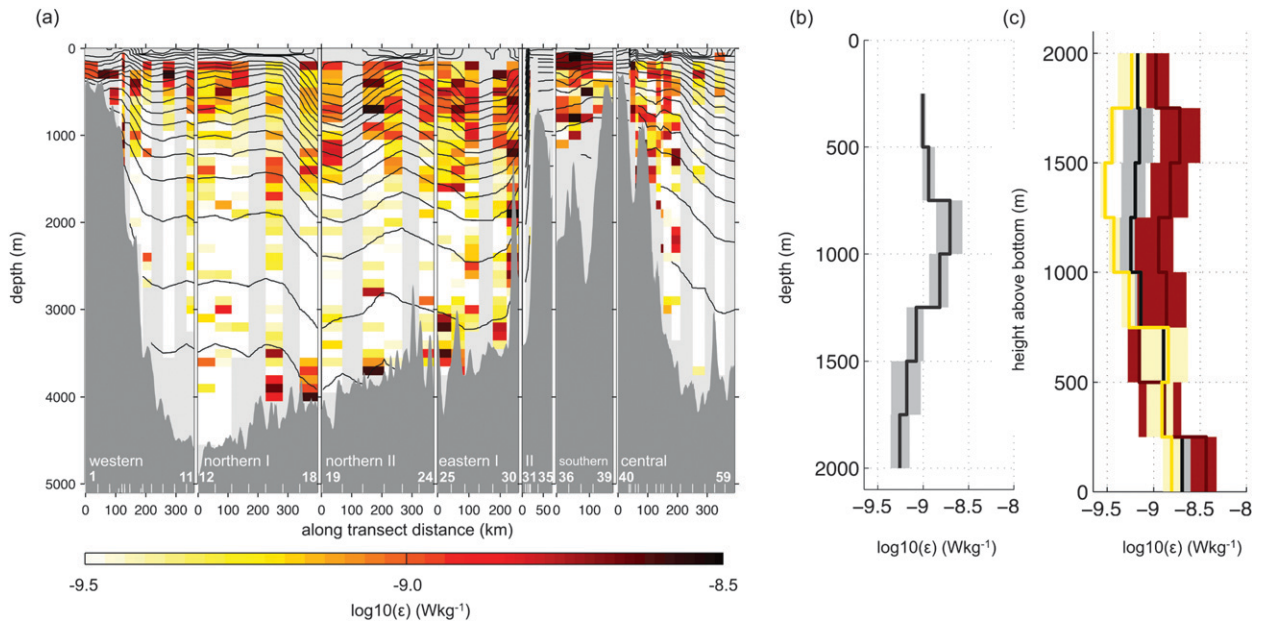 (a)
(b)
(c)
0
1000
2000
3000
4000
5000
depth (m)
western
northern I
northern II
eastern I
II
southern
central
1
11
12
18
19
24
25
30
31
35
36
39
40
59
0 100 200 300
0 100 200 300
0 100 200 300
0 100 200
0
0 100
0 100 200 300
along transect distance (km)
-9.5
-9.0
-8.5
log10(ε) (Wkg⁻¹)
0
500
1000
1500
2000
depth (m)
−9.5 −9 −8.5 −8
log10(ε) (Wkg⁻¹)
2000
1500
1000
500
0
height above bottom (m)
−9.5 −9 −8.5 −8
log10(ε) (Wkg⁻¹)